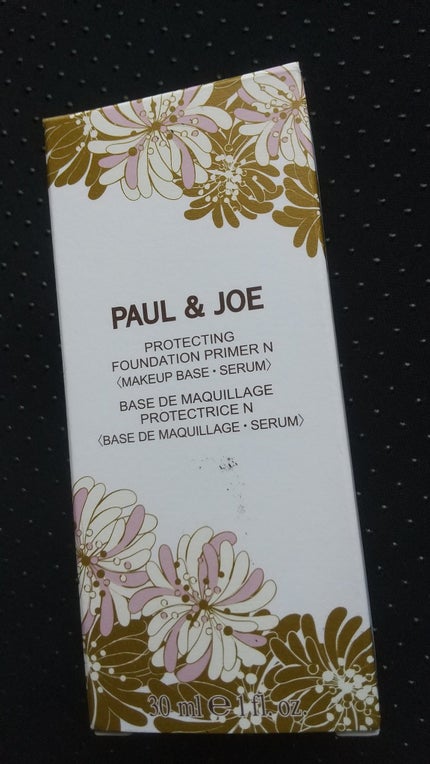 PAUL & JOE
PROTECTING
FOUNDATION PRIMER N
〈MAKEUP BASE・SERUM〉
BASE DE MAQUILLAGE
PROTECTRICE N
〈BASE DE MAQUILLAGE・SERUM〉
30 ml ℮ 1 fl. oz.